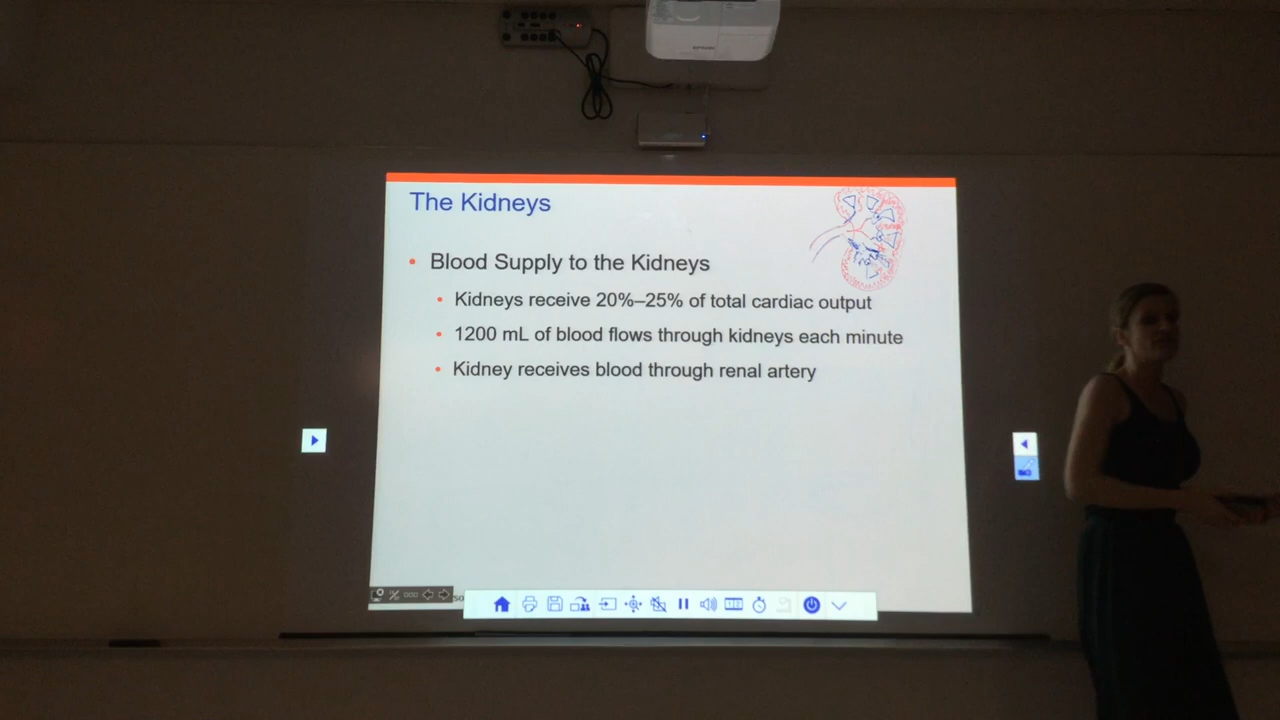 EPSON
The Kidneys
• Blood Supply to the Kidneys
• Kidneys receive 20%–25% of total cardiac output
• 1200 mL of blood flows through kidneys each minute
• Kidney receives blood through renal artery